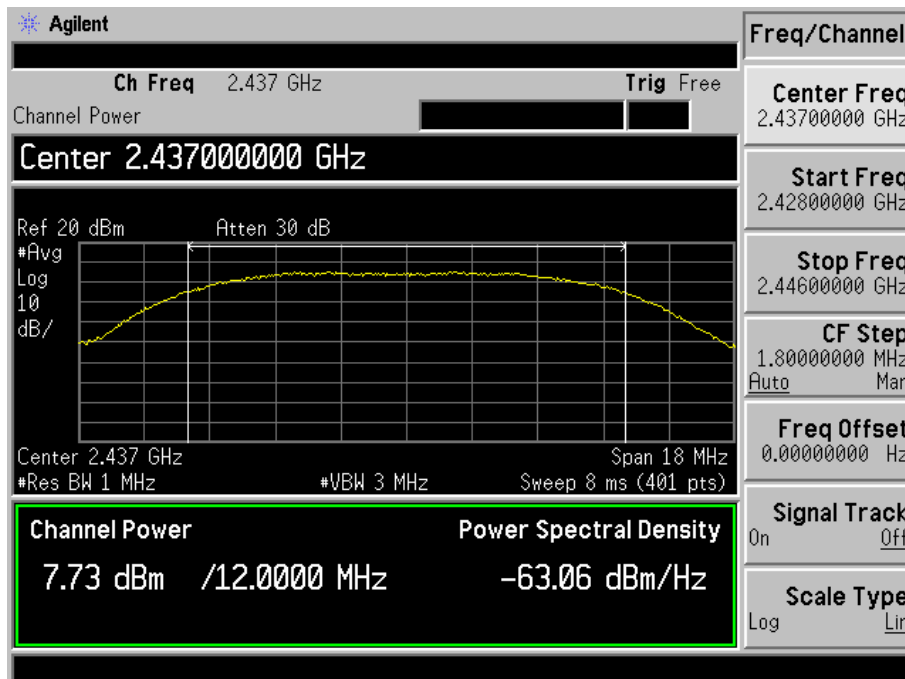 Agilent
Ch Freq 2.437 GHz Trig Free
Channel Power
Center 2.437000000 GHz
Ref 20 dBm Atten 30 dB
#Avg
Log
10
dB/
Center 2.437 GHz Span 18 MHz
#Res BW 1 MHz #VBW 3 MHz Sweep 8 ms (401 pts)
Channel Power Power Spectral Density
7.73 dBm /12.0000 MHz -63.06 dBm/Hz
Freq/Channel
Center Freq
2.43700000 GHz
Start Freq
2.42800000 GHz
Stop Freq
2.44600000 GHz
CF Step
1.80000000 MHz
Auto Man
Freq Offset
0.00000000 Hz
Signal Track
On Off
Scale Type
Log Lin